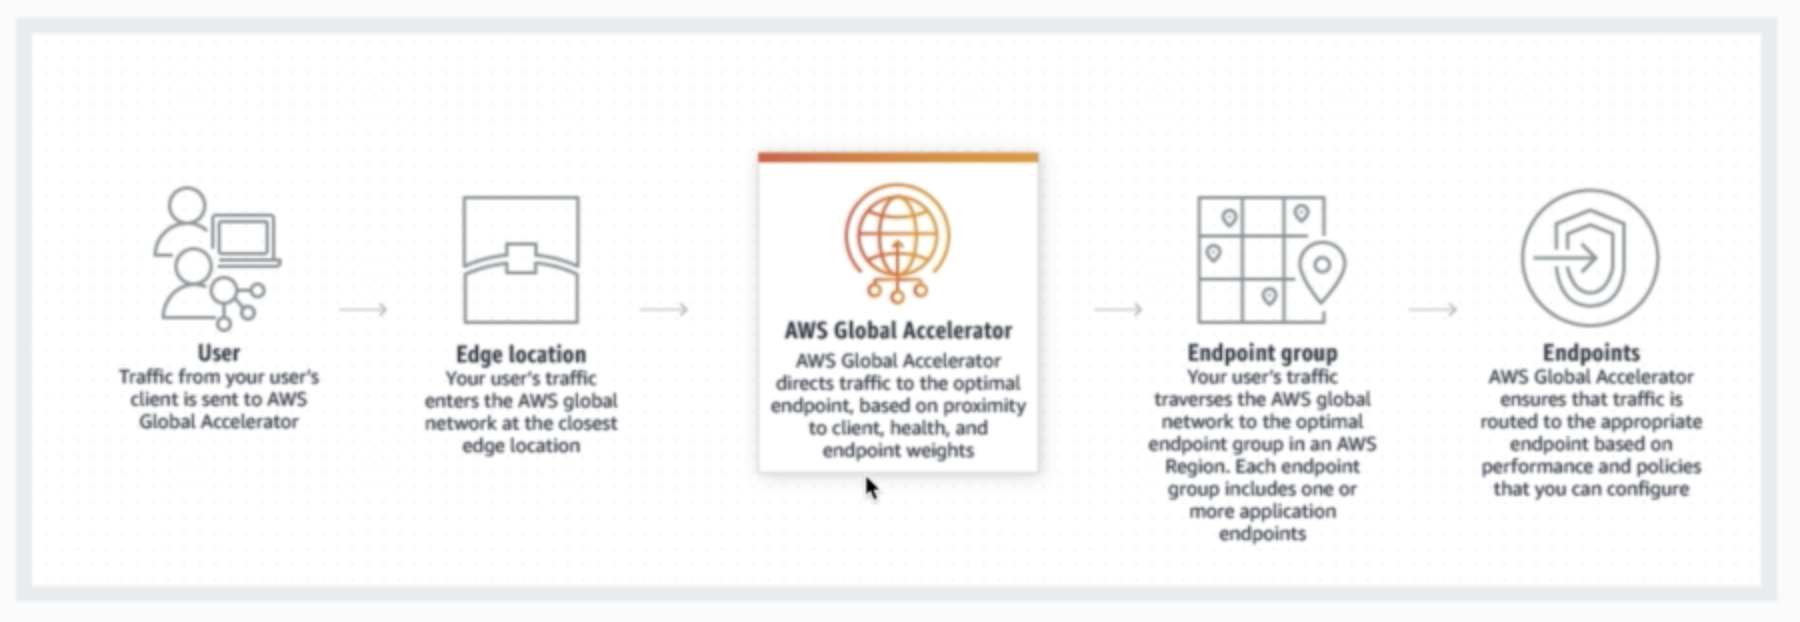 User
Traffic from your user's
client is sent to AWS
Global Accelerator
Edge location
Your user's traffic
enters the AWS global
network at the closest
edge location
AWS Global Accelerator
AWS Global Accelerator
directs traffic to the optimal
endpoint, based on proximity
to client, health, and
endpoint weights
Endpoint group
Your user's traffic
traverses the AWS global
network to the optimal
endpoint group in an AWS
Region. Each endpoint
group includes one or
more application
endpoints
Endpoints
AWS Global Accelerator
ensures that traffic is
routed to the appropriate
endpoint based on
performance and policies
that you can configure